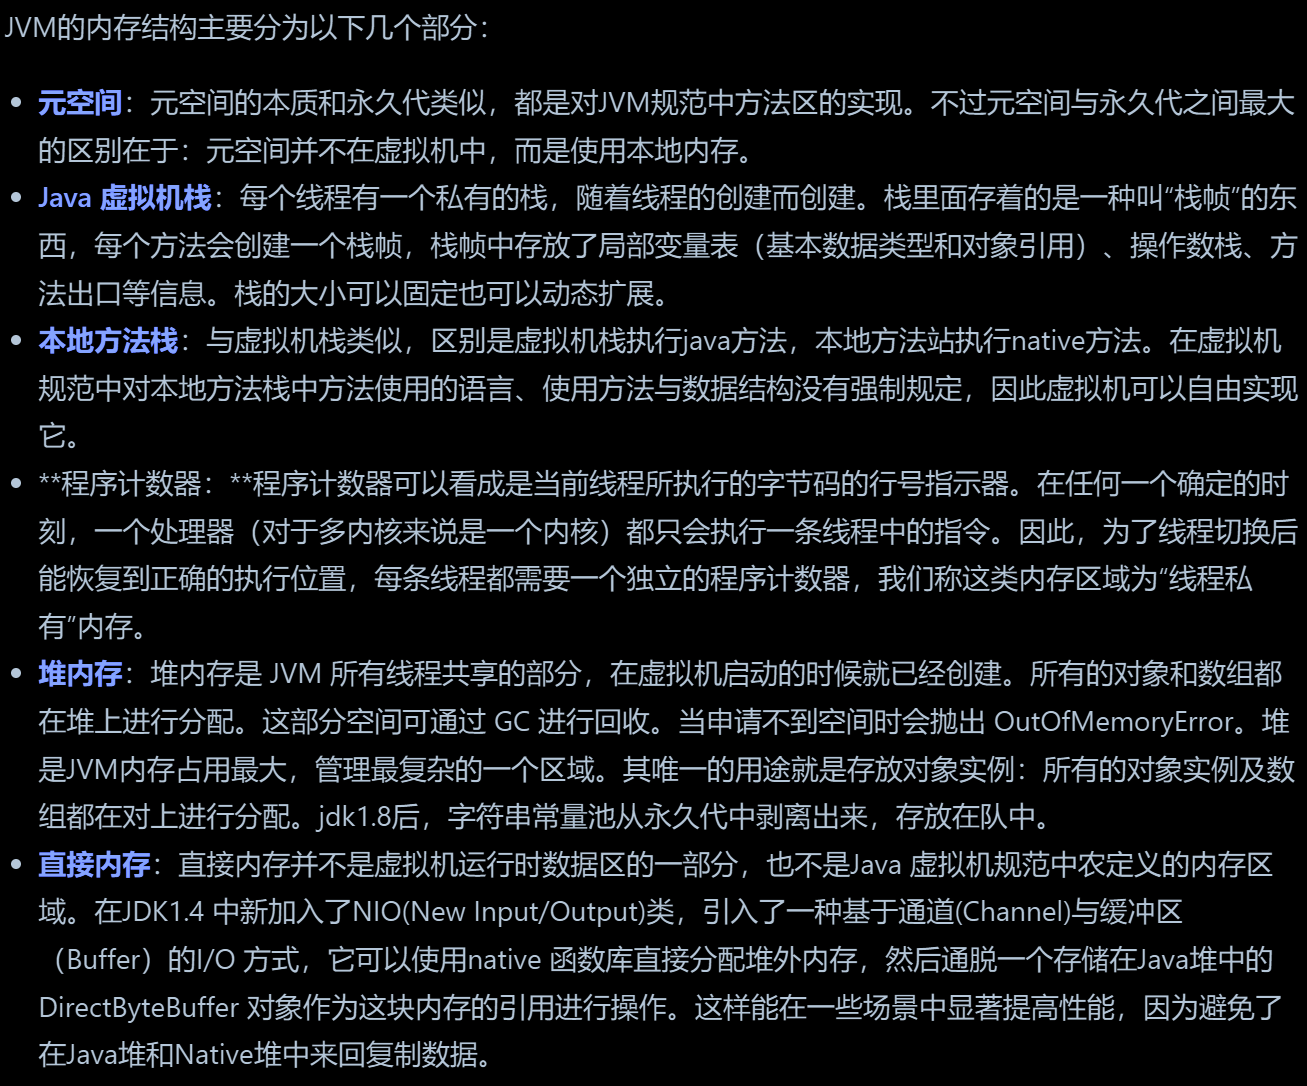 JVM的内存结构主要分为以下几个部分：
• 元空间：元空间的本质和永久代类似，都是对JVM规范中方法区的实现。不过元空间与永久代之间最大
的区别在于：元空间并不在虚拟机中，而是使用本地内存。
• Java 虚拟机栈：每个线程有一个私有的栈，随着线程的创建而创建。栈里面存着的是一种叫“栈帧”的东
西，每个方法会创建一个栈帧，栈帧中存放了局部变量表（基本数据类型和对象引用）、操作数栈、方
法出口等信息。栈的大小可以固定也可以动态扩展。
• 本地方法栈：与虚拟机栈类似，区别是虚拟机栈执行java方法，本地方法站执行native方法。在虚拟机
规范中对本地方法栈中方法使用的语言、使用方法与数据结构没有强制规定，因此虚拟机可以自由实现
它。
• **程序计数器：**程序计数器可以看成是当前线程所执行的字节码的行号指示器。在任何一个确定的时
刻，一个处理器（对于多内核来说是一个内核）都只会执行一条线程中的指令。因此，为了线程切换后
能恢复到正确的执行位置，每条线程都需要一个独立的程序计数器，我们称这类内存区域为“线程私
有”内存。
• 堆内存：堆内存是 JVM 所有线程共享的部分，在虚拟机启动的时候就已经创建。所有的对象和数组都
在堆上进行分配。这部分空间可通过 GC 进行回收。当申请不到空间时会抛出 OutOfMemoryError。堆
是JVM内存占用最大，管理最复杂的一个区域。其唯一的用途就是存放对象实例：所有的对象实例及数
组都在对上进行分配。jdk1.8后，字符串常量池从永久代中剥离出来，存放在队中。
• 直接内存：直接内存并不是虚拟机运行时数据区的一部分，也不是Java 虚拟机规范中农定义的内存区
域。在JDK1.4 中新加入了NIO(New Input/Output)类，引入了一种基于通道(Channel)与缓冲区
（Buffer）的I/O 方式，它可以使用native 函数库直接分配堆外内存，然后通脱一个存储在Java堆中的
DirectByteBuffer 对象作为这块内存的引用进行操作。这样能在一些场景中显著提高性能，因为避免了
在Java堆和Native堆中来回复制数据。